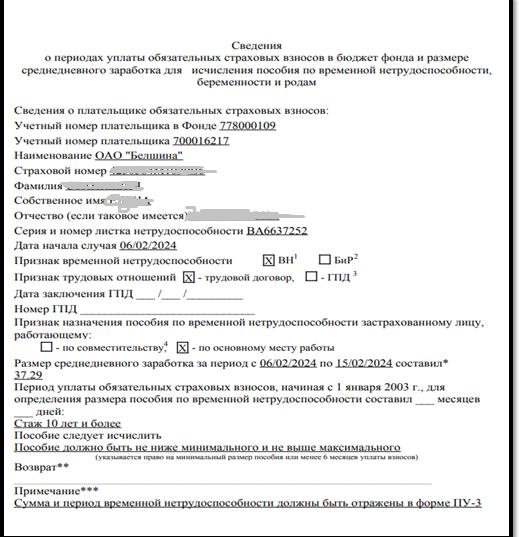 Сведения
о периодах уплаты обязательных страховых взносов в бюджет фонда и размере
среднедневного заработка для исчисления пособия по временной нетрудоспособности,
беременности и родам
Сведения о плательщике обязательных страховых взносов:
Учетный номер плательщика в Фонде 778000109
Учетный номер плательщика 700016217
Наименование ОАО "Белшина"
Страховой номер
Фамилия
Собственное имя
Отчество (если таковое имеется)
Серия и номер листка нетрудоспособности ВА6637252
Дата начала случая 06/02/2024
Признак временной нетрудоспособности X ВН1 БиР2
Признак трудовых отношений X - трудовой договор, - ГПД 3
Дата заключения ГПД ___ /___ /_________
Номер ГПД ____________________________
Признак назначения пособия по временной нетрудоспособности застрахованному лицу,
работающему:
- по совместительству,4 X - по основному месту работы
Размер среднедневного заработка за период с 06/02/2024 по 15/02/2024 составил*
37.29
Период уплаты обязательных страховых взносов, начиная с 1 января 2003 г., для
определения размера пособия по временной нетрудоспособности составил ___ месяцев
___ дней:
Стаж 10 лет и более
Пособие следует исчислить
Пособие должно быть не ниже минимального и не выше максимального
(указывается право на минимальный размер пособия или менее 6 месяцев уплаты взносов)
Возврат**
Примечание***
Сумма и период временной нетрудоспособности должны быть отражены в форме ПУ-3